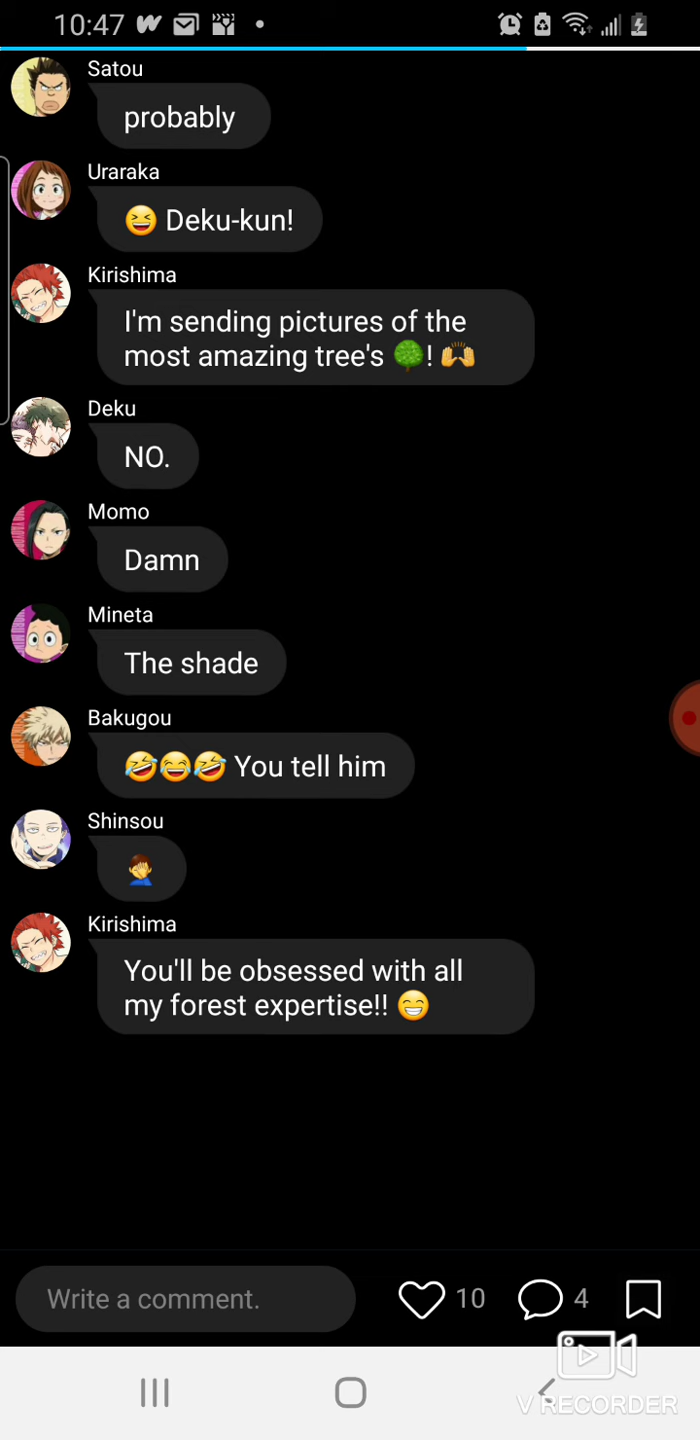 10:47
Satou
probably
Uraraka
😆 Deku-kun!
Kirishima
I'm sending pictures of the
most amazing tree's 🌳! 🙌
Deku
NO.
Momo
Damn
Mineta
The shade
Bakugou
🤣😂🤣 You tell him
Shinsou
🤦‍♂️
Kirishima
You'll be obsessed with all
my forest expertise!! 😁
Write a comment.
10
4
V RECORDER